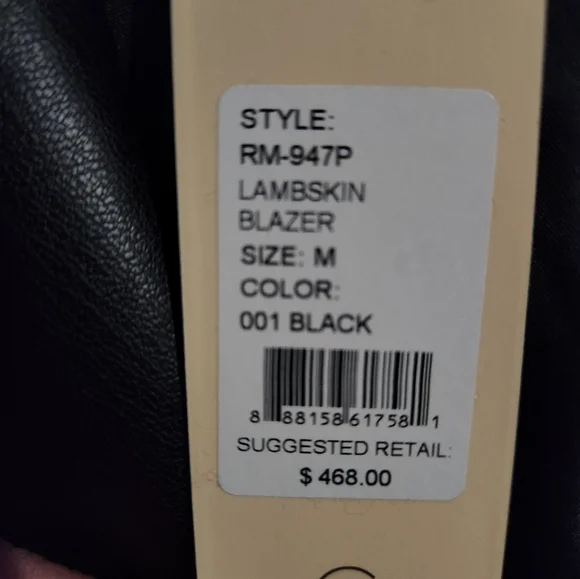 STYLE:
RM-947P
LAMBSKIN
BLAZER
SIZE: M
COLOR:
001 BLACK
8 88158 61758 1
SUGGESTED RETAIL:
$ 468.00